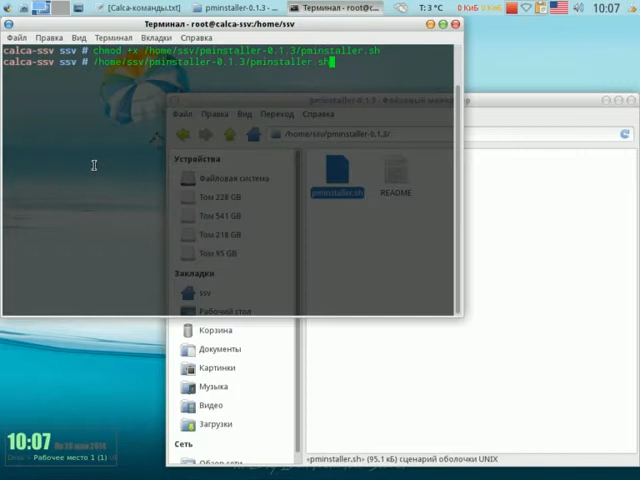 [Calca-команды.txt]
pminstaller-0.1.3 - ...
Терминал - root@c...
T: 3 °C
0 КиБ
10:07
Терминал - root@calca-ssv:/home/ssv
Файл Правка Вид Терминал Вкладки Справка
calca-ssv ssv # chmod +x /home/ssv/pminstaller-0.1.3/pminstaller.sh
calca-ssv ssv # /home/ssv/pminstaller-0.1.3/pminstaller.sh
pminstaller-0.1.3 - Файловый менеджер
Файл Правка Вид Переход Справка
/home/ssv/pminstaller-0.1.3/
Устройства
Файловая система
Том 228 GB
Том 541 GB
Том 218 GB
Том 95 GB
Закладки
ssv
Рабочий стол
Корзина
Документы
Картинки
Музыка
Видео
Загрузки
Сеть
Обзор сети
pminstaller.sh
README
«pminstaller.sh» (95,1 кБ) сценарий оболочки UNIX
10:07
Рабочее место 1 (1)